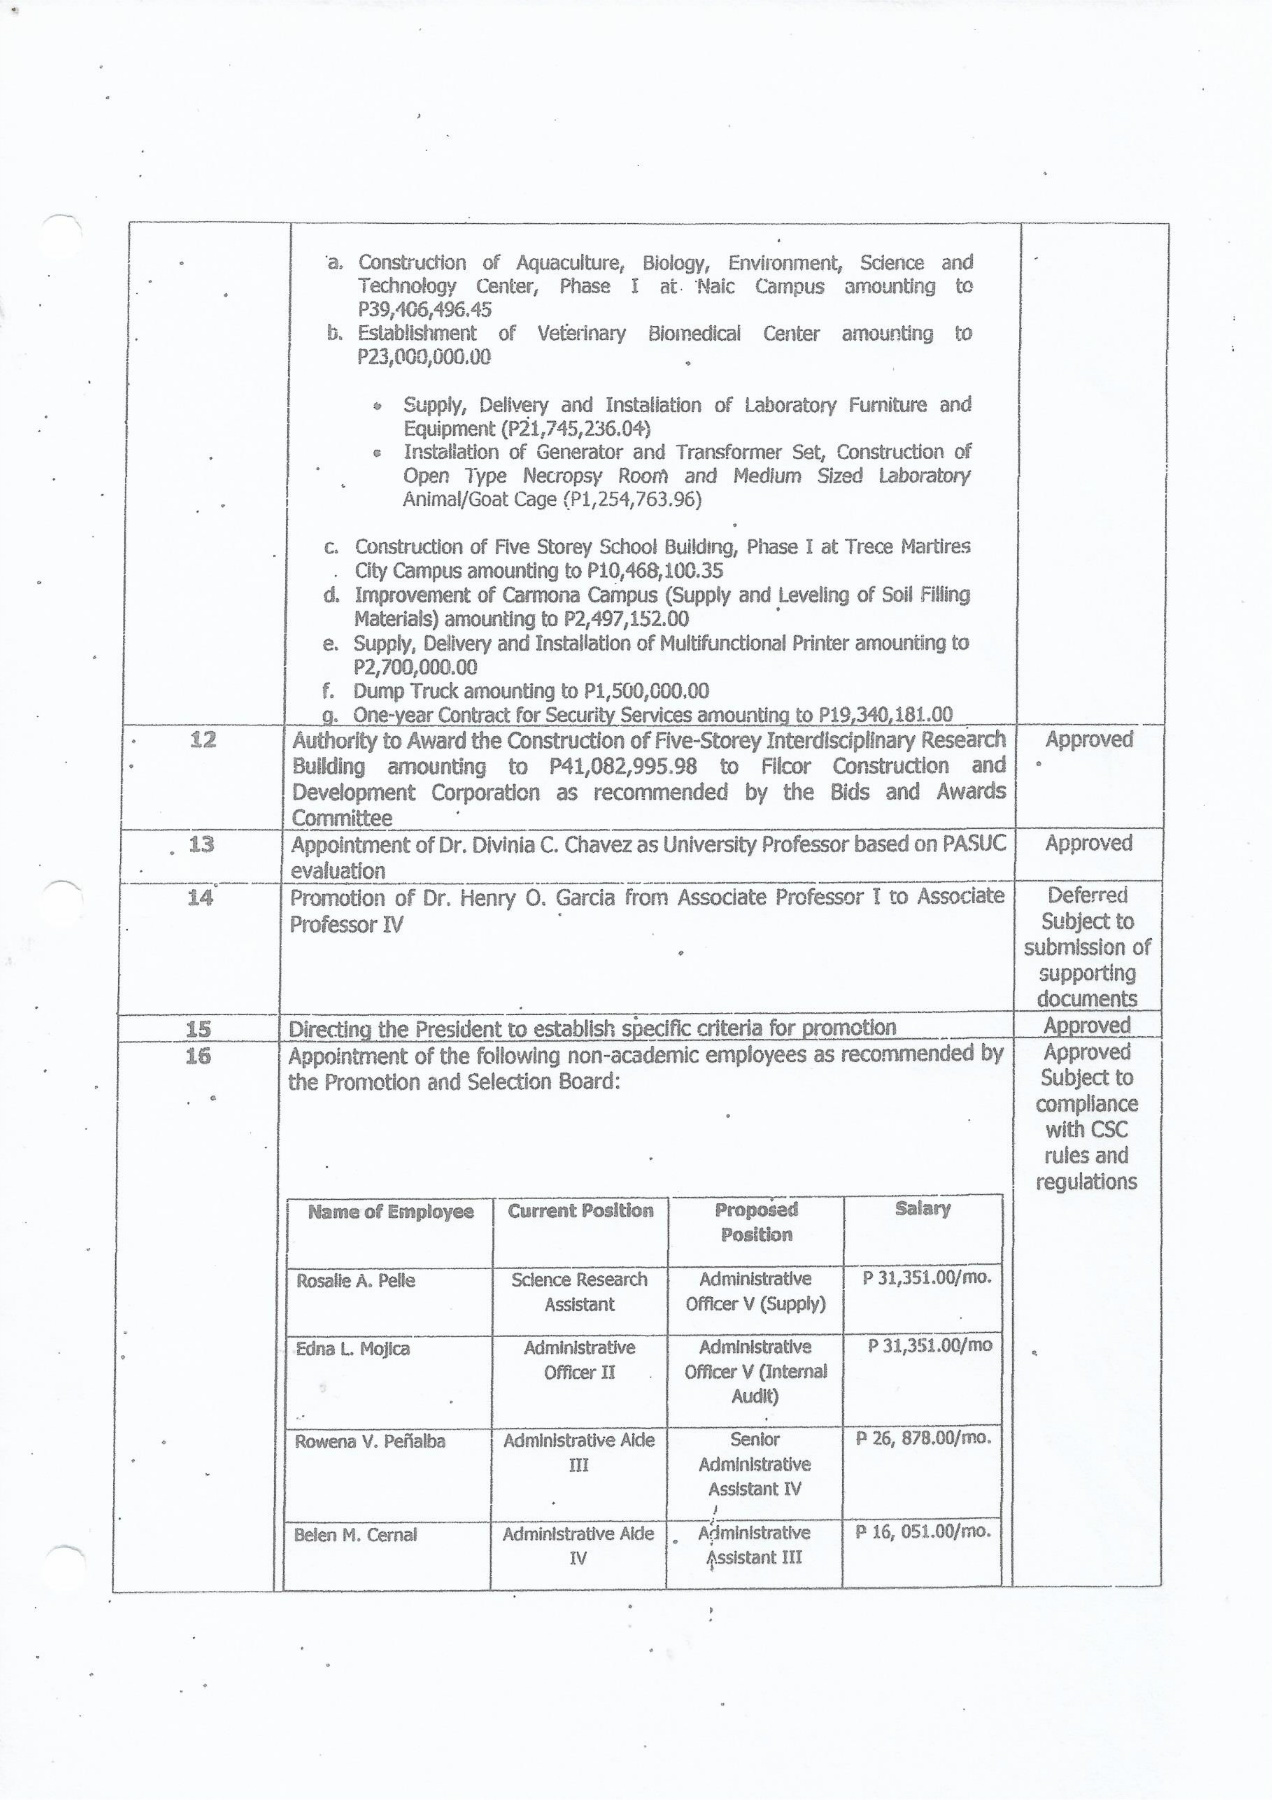 a. Construction of Aquaculture, Biology, Environment, Science and
Technology Center, Phase I at Naic Campus amounting to
P39,406,496.45
b. Establishment of Veterinary Biomedical Center amounting to
P23,000,000.00
• Supply, Delivery and Installation of Laboratory Furniture and
Equipment (P21,745,236.04)
• Installation of Generator and Transformer Set, Construction of
Open Type Necropsy Room and Medium Sized Laboratory
Animal/Goat Cage (P1,254,763.96)
c. Construction of Five Storey School Building, Phase I at Trece Martires
City Campus amounting to P10,468,100.35
d. Improvement of Carmona Campus (Supply and Leveling of Soil Filling
Materials) amounting to P2,497,152.00
e. Supply, Delivery and Installation of Multifunctional Printer amounting to
P2,700,000.00
f. Dump Truck amounting to P1,500,000.00
g. One-year Contract for Security Services amounting to P19,340,181.00
12 Authority to Award the Construction of Five-Storey Interdisciplinary Research Approved
Building amounting to P41,082,995.98 to Filcor Construction and
Development Corporation as recommended by the Bids and Awards
Committee
13 Appointment of Dr. Divinia C. Chavez as University Professor based on PASUC Approved
evaluation
14 Promotion of Dr. Henry O. Garcia from Associate Professor I to Associate Deferred
Professor IV Subject to
submission of
supporting
documents
15 Directing the President to establish specific criteria for promotion Approved
16 Appointment of the following non-academic employees as recommended by Approved
the Promotion and Selection Board: Subject to
compliance
with CSC
rules and
regulations
Name of Employee Current Position Proposed Salary
Position
Rosalie A. Pelle Science Research Administrative P 31,351.00/mo.
Assistant Officer V (Supply)
Edna L. Mojica Administrative Administrative P 31,351.00/mo
Officer II Officer V (Internal
Audit)
Rowena V. Peñalba Administrative Aide Senior P 26, 878.00/mo.
III Administrative
Assistant IV
Belen M. Cernal Administrative Aide Administrative P 16, 051.00/mo.
IV Assistant III